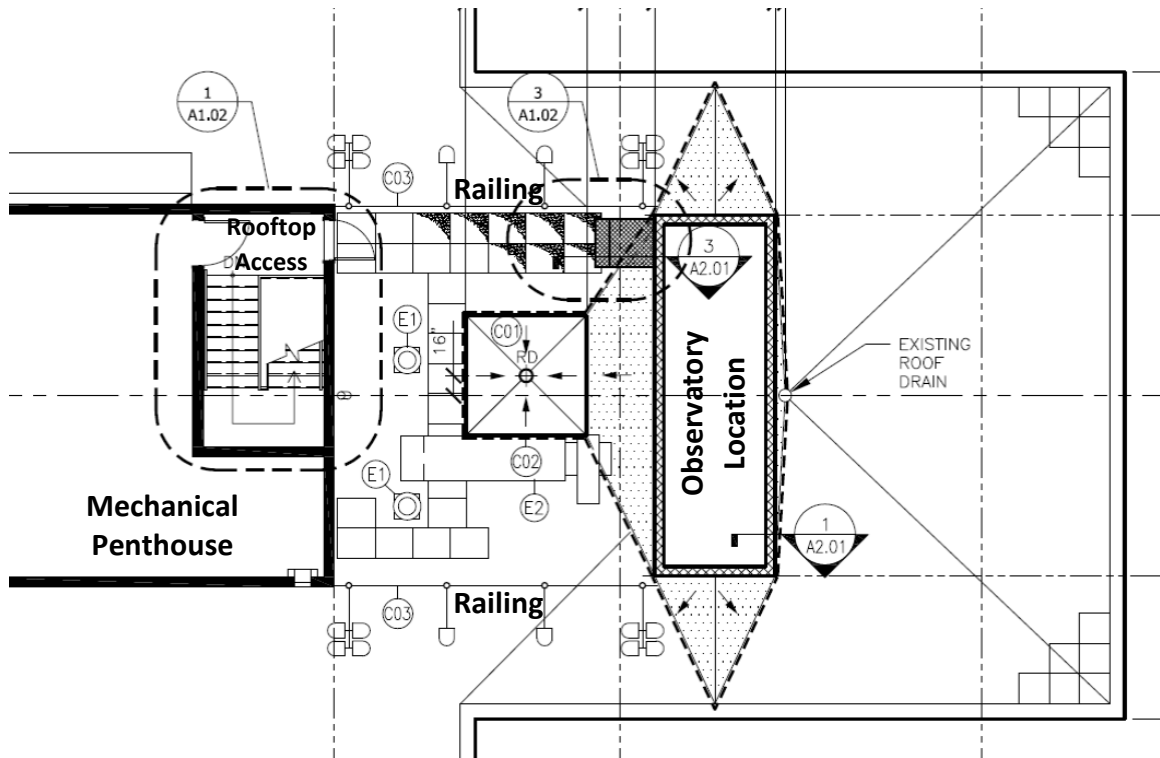 1
A1.02
3
A1.02
C03
Railing
Rooftop
Access
3
A2.01
E1
C01
16"
RD
EXISTING
ROOF
DRAIN
Observatory
Location
C02
E1
E2
Mechanical
Penthouse
1
A2.01
C03
Railing